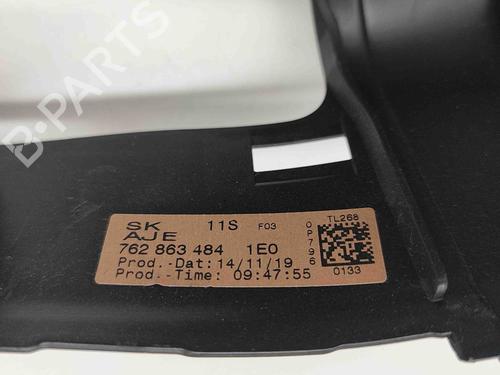 B-PARTS
SK 11S F03
AJE
762 863 484 1E0
Prod.-Dat:14/11/19
Prod.-Time: 09:47:55
0P796
TL268
0133